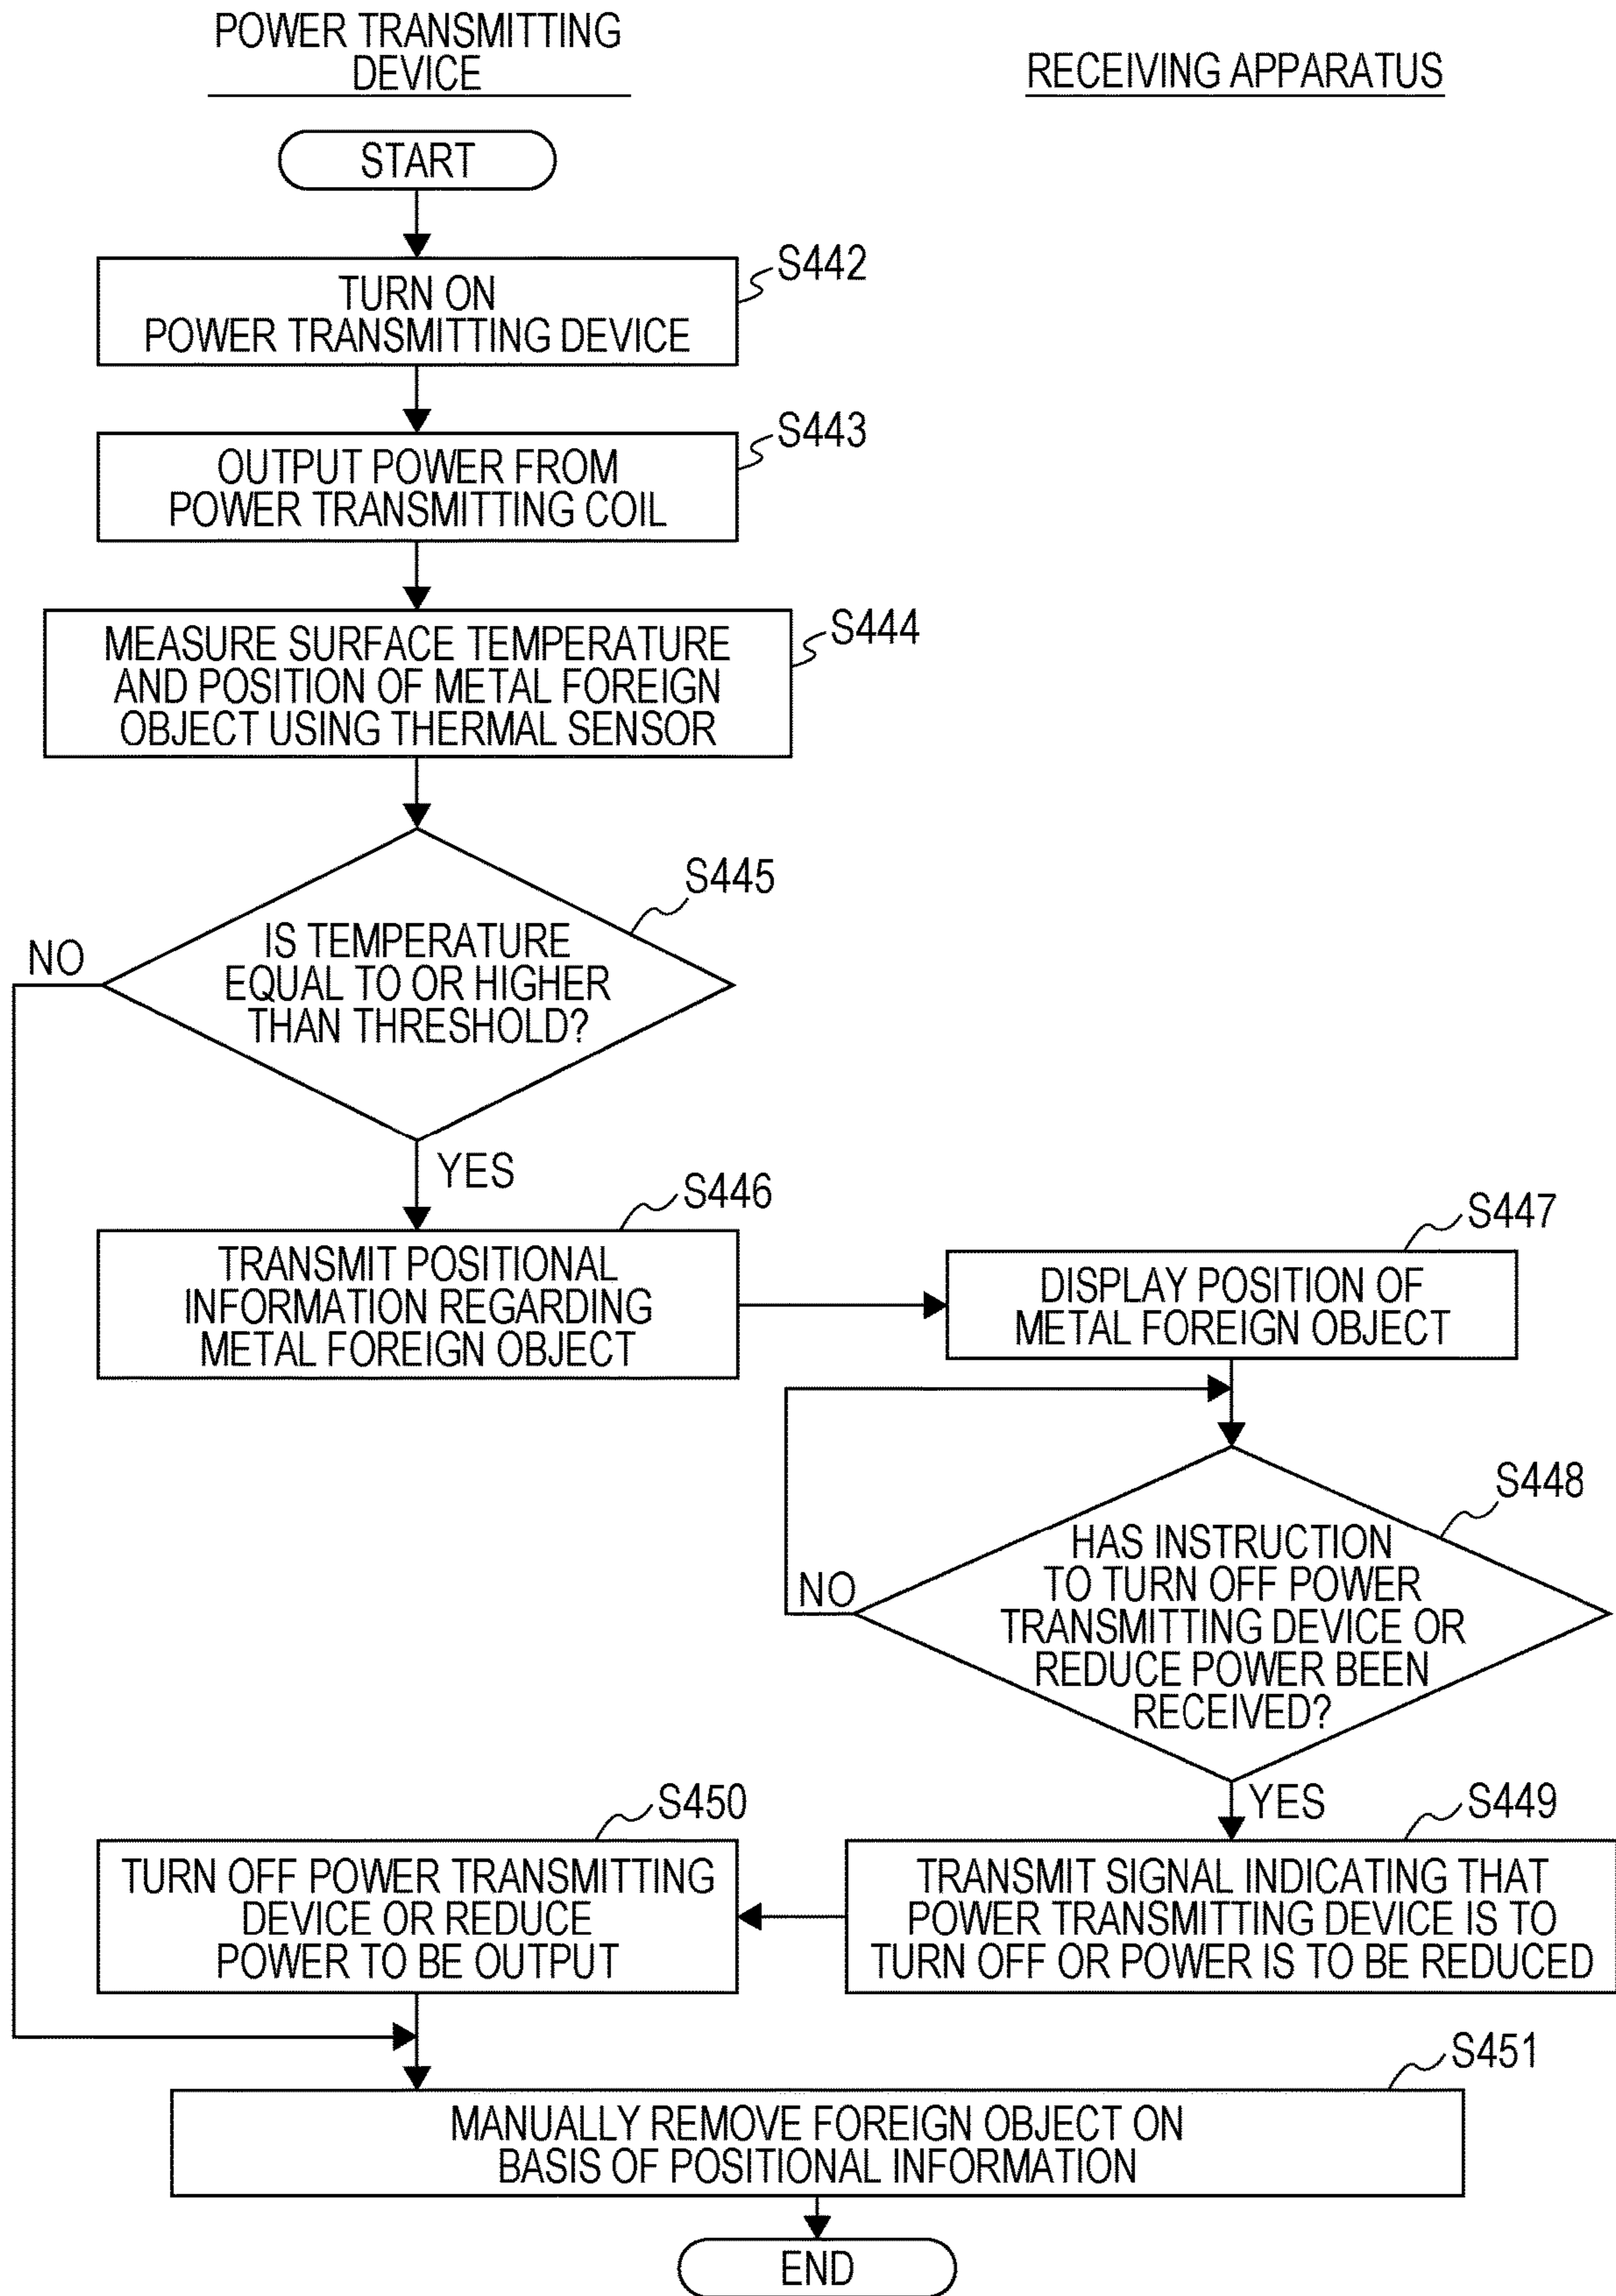 POWER TRANSMITTING
DEVICE
RECEIVING APPARATUS
START
S442
TURN ON
POWER TRANSMITTING DEVICE
S443
OUTPUT POWER FROM
POWER TRANSMITTING COIL
S444
MEASURE SURFACE TEMPERATURE
AND POSITION OF METAL FOREIGN
OBJECT USING THERMAL SENSOR
S445
NO
IS TEMPERATURE
EQUAL TO OR HIGHER
THAN THRESHOLD?
YES
S446
TRANSMIT POSITIONAL
INFORMATION REGARDING
METAL FOREIGN OBJECT
S447
DISPLAY POSITION OF
METAL FOREIGN OBJECT
S448
HAS INSTRUCTION
TO TURN OFF POWER
TRANSMITTING DEVICE OR
REDUCE POWER BEEN
RECEIVED?
NO
YES
S449
TRANSMIT SIGNAL INDICATING THAT
POWER TRANSMITTING DEVICE IS TO
TURN OFF OR POWER IS TO BE REDUCED
S450
TURN OFF POWER TRANSMITTING
DEVICE OR REDUCE
POWER TO BE OUTPUT
S451
MANUALLY REMOVE FOREIGN OBJECT ON
BASIS OF POSITIONAL INFORMATION
END